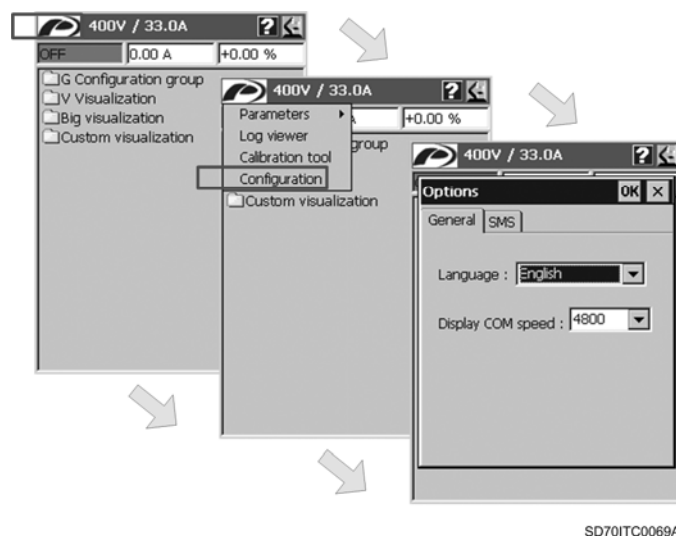 400V / 33.0A ?
OFF 0.00 A +0.00 %
G Configuration group
V Visualization
Big visualization
Custom visualization
400V / 33.0A ?
Parameters +0.00 %
Log viewer group
Calibration tool
Configuration
Custom visualization
400V / 33.0A ?
Options OK ×
General SMS
Language : English
Display COM speed : 4800
SD70ITC0069A